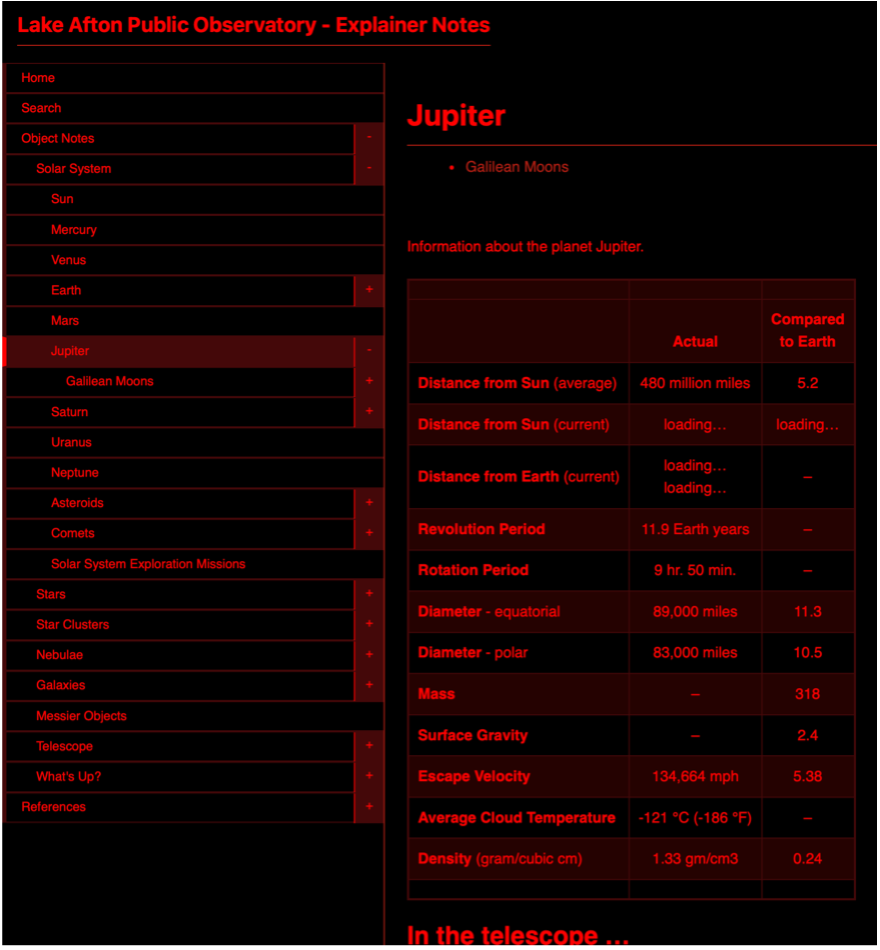 Lake Afton Public Observatory - Explainer Notes
Home
Search
Object Notes -
Solar System -
Sun
Mercury
Venus
Earth +
Mars
Jupiter -
Galilean Moons +
Saturn +
Uranus
Neptune
Asteroids +
Comets +
Solar System Exploration Missions
Stars +
Star Clusters +
Nebulae +
Galaxies +
Messier Objects
Telescope +
What's Up? +
References +
Jupiter
• Galilean Moons
Information about the planet Jupiter.
Actual Compared
to Earth
Distance from Sun (average) 480 million miles 5.2
Distance from Sun (current) loading... loading...
Distance from Earth (current) loading... –
loading...
Revolution Period 11.9 Earth years –
Rotation Period 9 hr. 50 min. –
Diameter - equatorial 89,000 miles 11.3
Diameter - polar 83,000 miles 10.5
Mass – 318
Surface Gravity – 2.4
Escape Velocity 134,664 mph 5.38
Average Cloud Temperature -121 °C (-186 °F) –
Density (gram/cubic cm) 1.33 gm/cm3 0.24
In the telescope ...